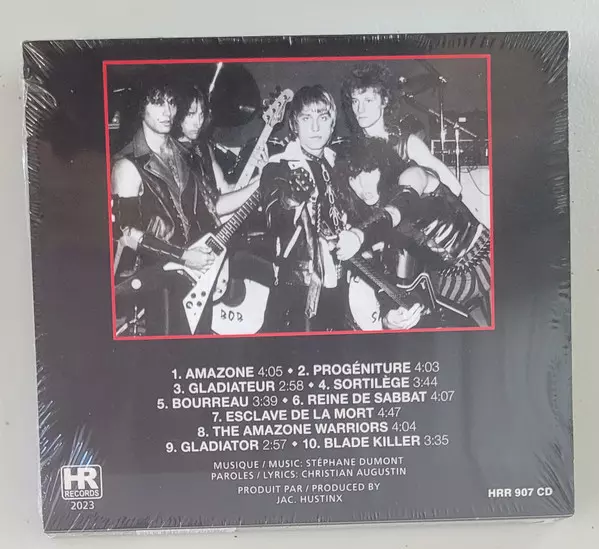 BOB
S
1. AMAZONE 4:05 • 2. PROGÉNITURE 4:03
3. GLADIATEUR 2:58 • 4. SORTILÈGE 3:44
5. BOURREAU 3:39 • 6. REINE DE SABBAT 4:07
7. ESCLAVE DE LA MORT 4:47
8. THE AMAZONE WARRIORS 4:04
9. GLADIATOR 2:57 • 10. BLADE KILLER 3:35
MUSIQUE / MUSIC: STÉPHANE DUMONT
PAROLES / LYRICS: CHRISTIAN AUGUSTIN
PRODUIT PAR / PRODUCED BY
JAC. HUSTINX
HR
RECORDS
2023
HRR 907 CD